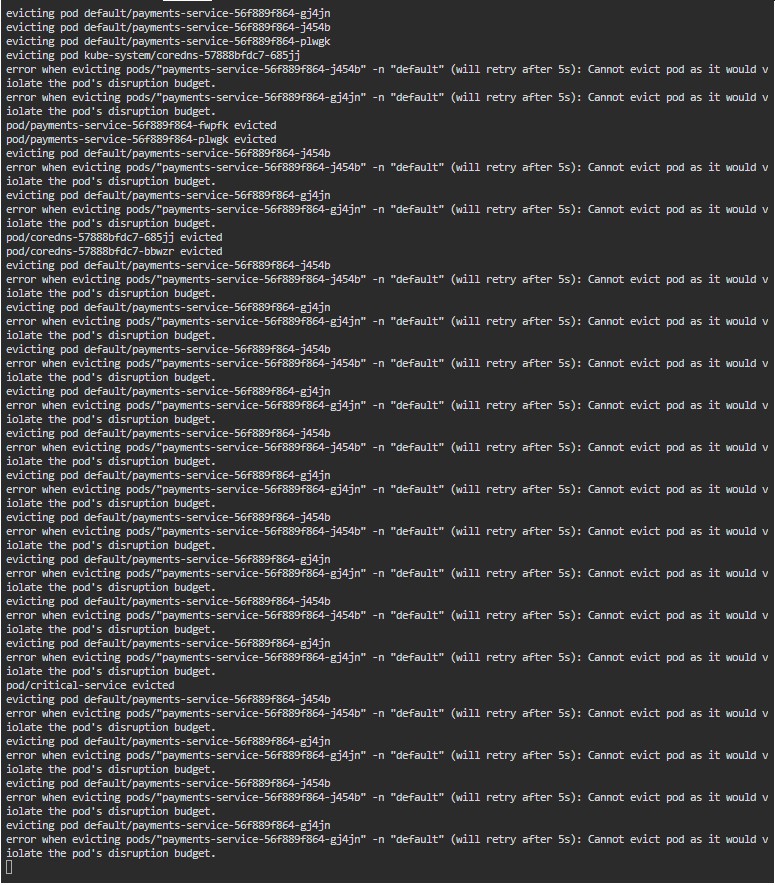 evicting pod default/payments-service-56f889f864-gj4jn
evicting pod default/payments-service-56f889f864-j454b
evicting pod default/payments-service-56f889f864-plwgk
evicting pod kube-system/coredns-57888bfdc7-685jj
error when evicting pods/"payments-service-56f889f864-j454b" -n "default" (will retry after 5s): Cannot evict pod as it would v
iolate the pod's disruption budget.
error when evicting pods/"payments-service-56f889f864-gj4jn" -n "default" (will retry after 5s): Cannot evict pod as it would v
iolate the pod's disruption budget.
pod/payments-service-56f889f864-fwpfk evicted
pod/payments-service-56f889f864-plwgk evicted
evicting pod default/payments-service-56f889f864-j454b
error when evicting pods/"payments-service-56f889f864-j454b" -n "default" (will retry after 5s): Cannot evict pod as it would v
iolate the pod's disruption budget.
evicting pod default/payments-service-56f889f864-gj4jn
error when evicting pods/"payments-service-56f889f864-gj4jn" -n "default" (will retry after 5s): Cannot evict pod as it would v
iolate the pod's disruption budget.
pod/coredns-57888bfdc7-685jj evicted
pod/coredns-57888bfdc7-bbwzr evicted
evicting pod default/payments-service-56f889f864-j454b
error when evicting pods/"payments-service-56f889f864-j454b" -n "default" (will retry after 5s): Cannot evict pod as it would v
iolate the pod's disruption budget.
evicting pod default/payments-service-56f889f864-gj4jn
error when evicting pods/"payments-service-56f889f864-gj4jn" -n "default" (will retry after 5s): Cannot evict pod as it would v
iolate the pod's disruption budget.
evicting pod default/payments-service-56f889f864-j454b
error when evicting pods/"payments-service-56f889f864-j454b" -n "default" (will retry after 5s): Cannot evict pod as it would v
iolate the pod's disruption budget.
evicting pod default/payments-service-56f889f864-gj4jn
error when evicting pods/"payments-service-56f889f864-gj4jn" -n "default" (will retry after 5s): Cannot evict pod as it would v
iolate the pod's disruption budget.
evicting pod default/payments-service-56f889f864-j454b
error when evicting pods/"payments-service-56f889f864-j454b" -n "default" (will retry after 5s): Cannot evict pod as it would v
iolate the pod's disruption budget.
evicting pod default/payments-service-56f889f864-gj4jn
error when evicting pods/"payments-service-56f889f864-gj4jn" -n "default" (will retry after 5s): Cannot evict pod as it would v
iolate the pod's disruption budget.
evicting pod default/payments-service-56f889f864-j454b
error when evicting pods/"payments-service-56f889f864-j454b" -n "default" (will retry after 5s): Cannot evict pod as it would v
iolate the pod's disruption budget.
evicting pod default/payments-service-56f889f864-gj4jn
error when evicting pods/"payments-service-56f889f864-gj4jn" -n "default" (will retry after 5s): Cannot evict pod as it would v
iolate the pod's disruption budget.
evicting pod default/payments-service-56f889f864-j454b
error when evicting pods/"payments-service-56f889f864-j454b" -n "default" (will retry after 5s): Cannot evict pod as it would v
iolate the pod's disruption budget.
evicting pod default/payments-service-56f889f864-gj4jn
error when evicting pods/"payments-service-56f889f864-gj4jn" -n "default" (will retry after 5s): Cannot evict pod as it would v
iolate the pod's disruption budget.
pod/critical-service evicted
evicting pod default/payments-service-56f889f864-j454b
error when evicting pods/"payments-service-56f889f864-j454b" -n "default" (will retry after 5s): Cannot evict pod as it would v
iolate the pod's disruption budget.
evicting pod default/payments-service-56f889f864-gj4jn
error when evicting pods/"payments-service-56f889f864-gj4jn" -n "default" (will retry after 5s): Cannot evict pod as it would v
iolate the pod's disruption budget.
evicting pod default/payments-service-56f889f864-j454b
error when evicting pods/"payments-service-56f889f864-j454b" -n "default" (will retry after 5s): Cannot evict pod as it would v
iolate the pod's disruption budget.
evicting pod default/payments-service-56f889f864-gj4jn
error when evicting pods/"payments-service-56f889f864-gj4jn" -n "default" (will retry after 5s): Cannot evict pod as it would v
iolate the pod's disruption budget.